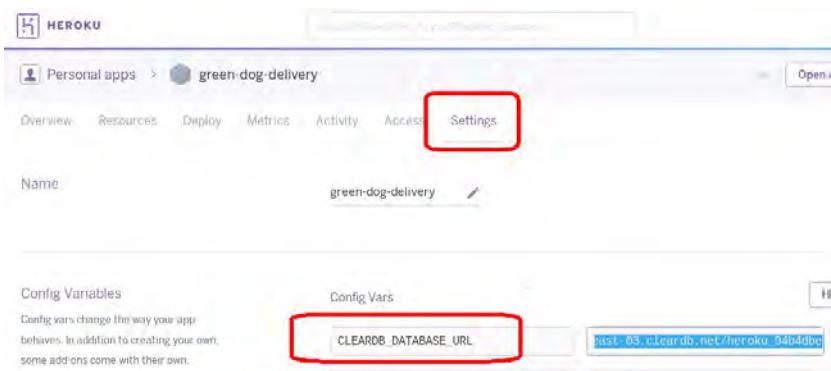 HEROKU
Personal apps > green-dog-delivery
Open
Overview Resources Deploy Metrics Activity Access Settings
Name
green-dog-delivery
Config Variables
Config Vars
Config vars change the way your app
behaves. In addition to creating your own,
some add-ons come with their own.
CLEARDB_DATABASE_URL
east-03.cleardb.net/heroku_04b4dbe